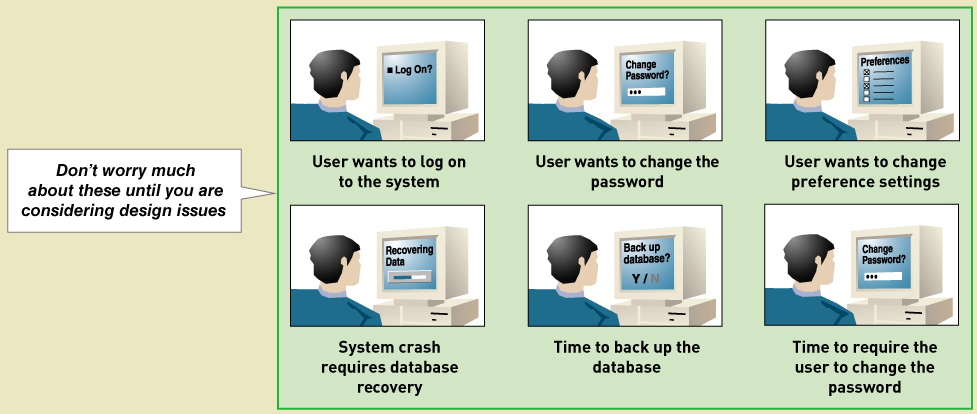 Don't worry much
about these until you are
considering design issues
Log On?
User wants to log on
to the system
Change
Password?
User wants to change the
password
Preferences
User wants to change
preference settings
Recovering
Data
System crash
requires database
recovery
Back up
database?
Y / N
Time to back up the
database
Change
Password?
Time to require the
user to change the
password